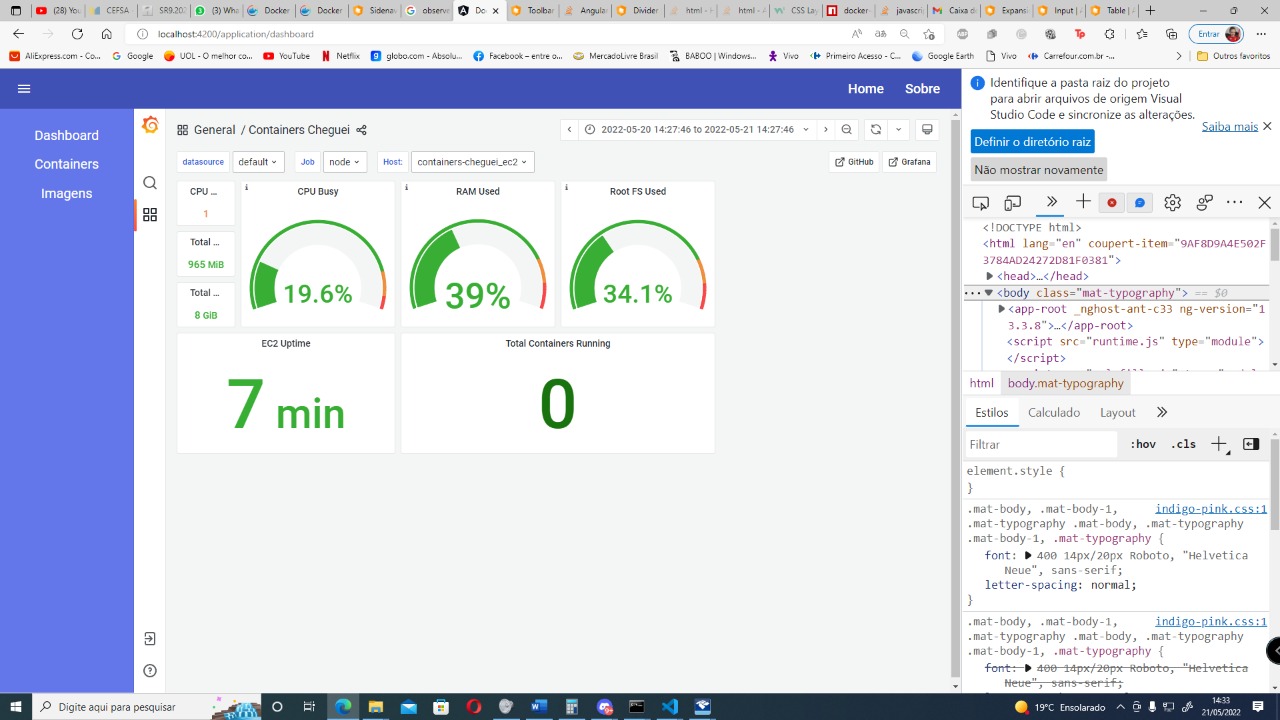 (28) You
CEFSA
SR9.203
(3) Wha
Docker
Docker
Sidena
observe
Do
Toolbar
Angular
Divider
html - H
html - A
CSS Lay
docker-
javascri
Caixa d
Expans
Input |
Table |
localhost:4200/application/dashboard
Entrar
AliExpress.com - Co...
Google
UOL - O melhor co...
YouTube
Netflix
globo.com - Absolu...
Facebook – entre o...
MercadoLivre Brasil
BABOO | Windows...
Vivo
Primeiro Acesso - C...
Google Earth
Vivo
Carrefour.com.br -...
Outros favoritos
Home
Sobre
Dashboard
Containers
Imagens
General / Containers Cheguei
2022-05-20 14:27:46 to 2022-05-21 14:27:46
datasource
default
Job
node
Host:
containers-cheguei_ec2
GitHub
Grafana
CPU ...
1
Total ...
965 MiB
Total ...
8 GiB
CPU Busy
19.6%
RAM Used
39%
Root FS Used
34.1%
EC2 Uptime
7 min
Total Containers Running
0
Identifique a pasta raiz do projeto
para abrir arquivos de origem Visual
Studio Code e sincronize as alterações.
Saiba mais
Definir o diretório raiz
Não mostrar novamente
<!DOCTYPE html>
<html lang="en" coupert-item="9AF8D9A4E502F
3784AD24272D81F0381">
<head>…</head>
<body class="mat-typography"> == $0
<app-root _nghost-ant-c33 ng-version="1
3.3.8">…</app-root>
<script src="runtime.js" type="module">
</script>
html
body.mat-typography
Estilos
Calculado
Layout
Filtrar
:hov
.cls
element.style {
}
.mat-body, .mat-body-1,
indigo-pink.css:1
.mat-typography .mat-body, .mat-typography
.mat-body-1, .mat-typography {
font: 400 14px/20px Roboto, "Helvetica
Neue", sans-serif;
letter-spacing: normal;
}
.mat-body, .mat-body-1,
indigo-pink.css:1
.mat-typography .mat-body, .mat-typography
.mat-body-1, .mat-typography {
font: 400 14px/20px Roboto, "Helvetica
Neue", sans-serif;
Digite aqui para pesquisar
19°C Ensolarado
14:33
21/05/2022